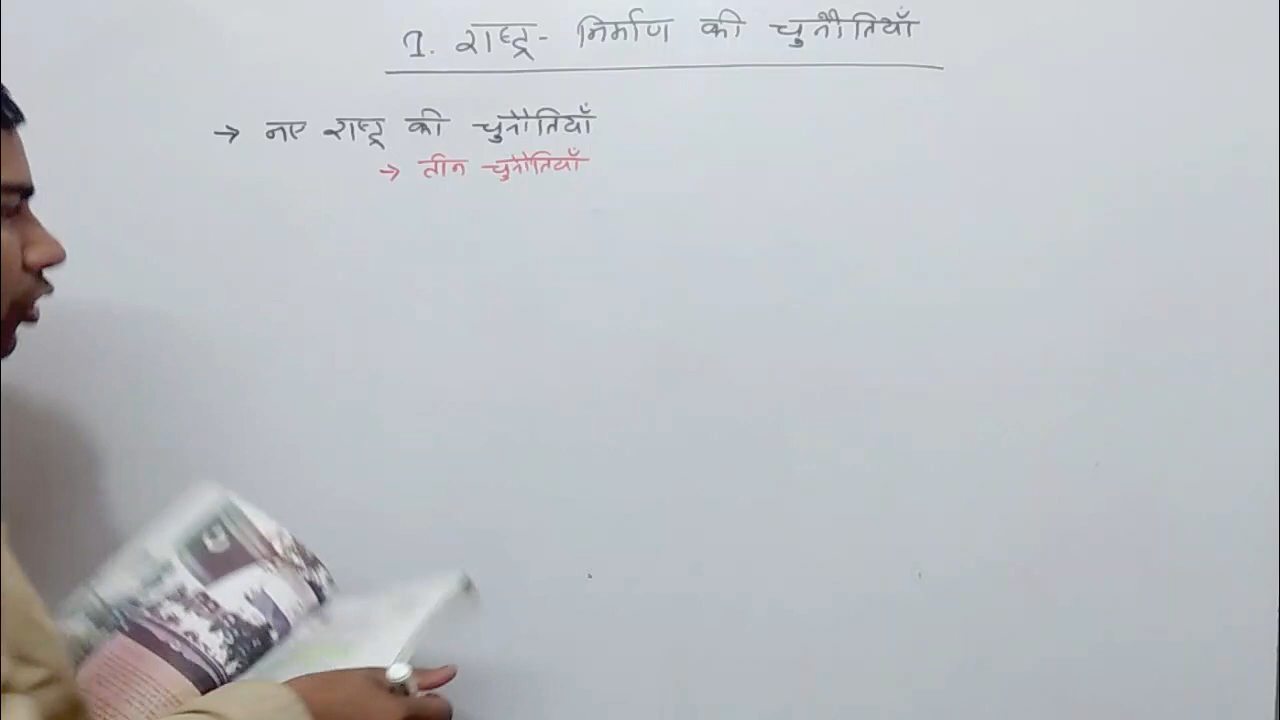 1. राष्ट्र- निर्माण की चुनौतियाँ
→ नए राष्ट्र की चुनौतियाँ
→ तीन चुनौतियाँ